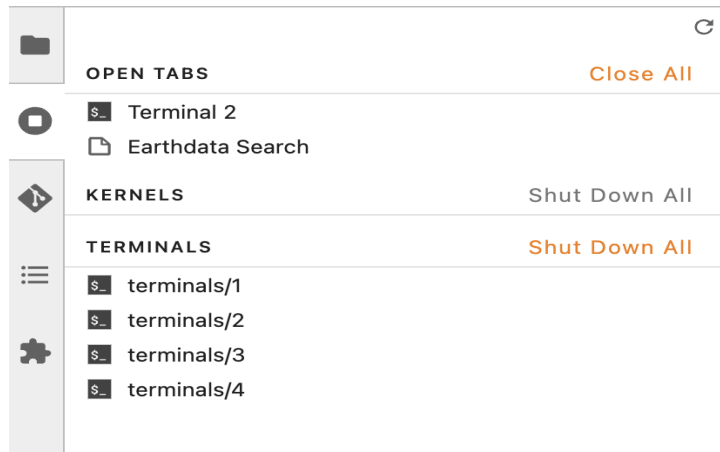 OPEN TABS Close All
$_ Terminal 2
Earthdata Search
KERNELS Shut Down All
TERMINALS Shut Down All
$_ terminals/1
$_ terminals/2
$_ terminals/3
$_ terminals/4